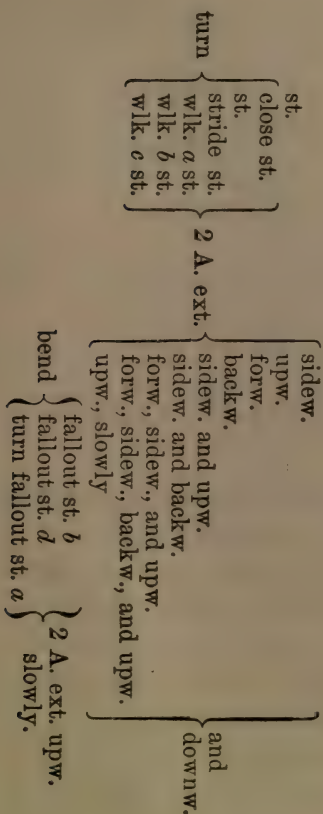 st.
close st.
turn { st.
stride st.
wlk. a st.
wlk. b st.
wlk. c st. } 2 A. ext. { sidew.
upw.
forw.
backw.
sidew. and upw.
sidew. and backw.
forw., sidew., and upw.
forw., sidew., backw., and upw.
upw., slowly } and
downw.
bend { fallout st. b
fallout st. d
turn fallout st. a } 2 A. ext. upw.
slowly.